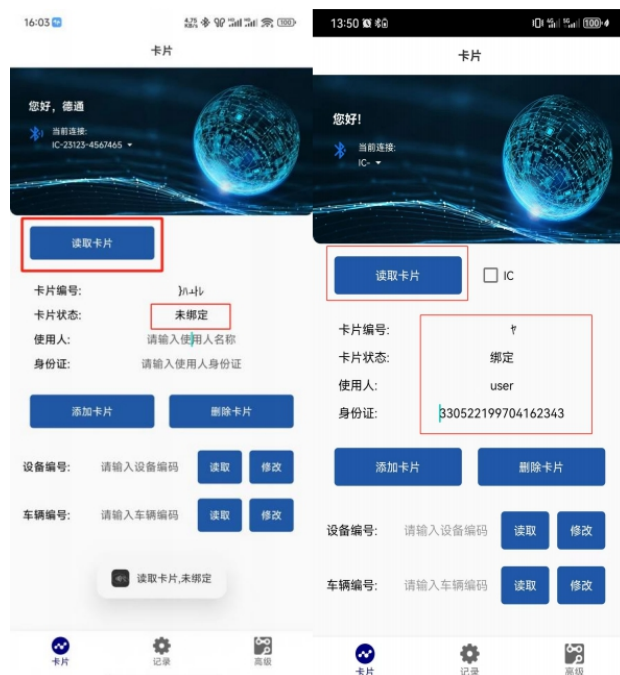 16:03
卡片
您好，德通
当前连接:
IC-23123-4567465
读取卡片
卡片编号:
卡片状态: 未绑定
使用人: 请输入使用人名称
身份证: 请输入使用人身份证
添加卡片 删除卡片
设备编号: 请输入设备编码 读取 修改
车辆编号: 请输入车辆编码 读取 修改
读取卡片,未绑定
卡片 记录 高级
13:50 100
卡片
您好!
当前连接:
IC-
读取卡片 IC
卡片编号: ヤ
卡片状态: 绑定
使用人: user
身份证: 330522199704162343
添加卡片 删除卡片
设备编号: 请输入设备编码 读取 修改
车辆编号: 请输入车辆编码 读取 修改
卡片 记录 高级